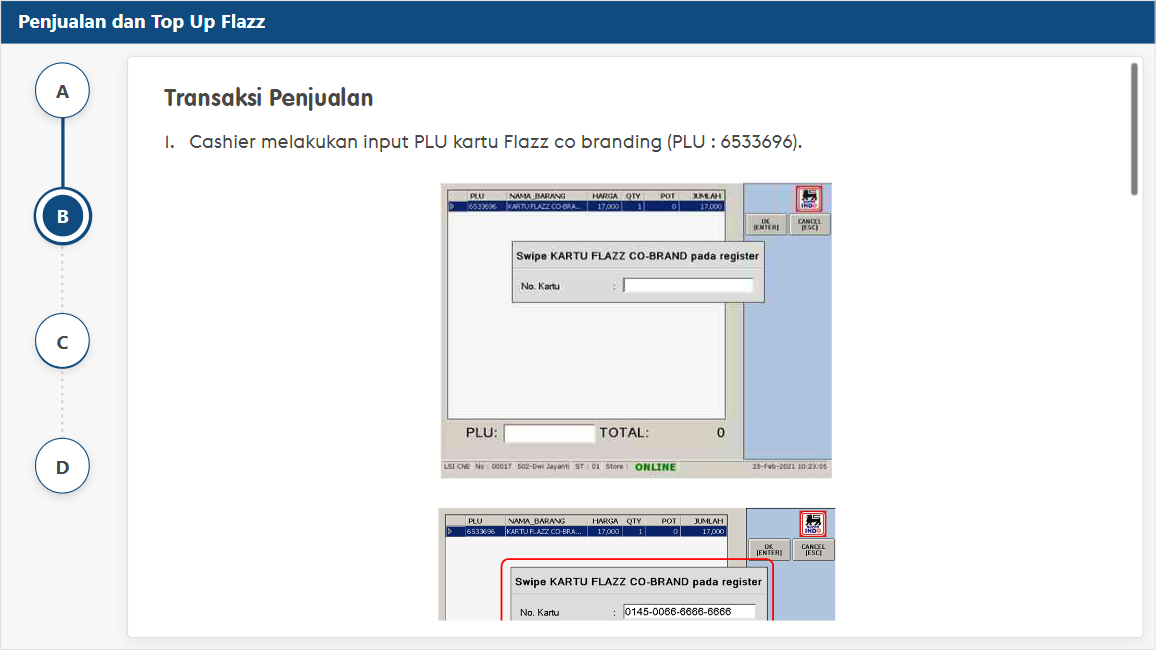 Penjualan dan Top Up Flazz
A
B
C
D
Transaksi Penjualan
1. Cashier melakukan input PLU kartu Flazz co branding (PLU : 6533696).
PLU NAMA_BARANG HARGA QTY POT JUMLAH
6533696 KARTU FLAZZ CO-BRA... 17,000 1 0 17,000
INDO
OK [ENTER] CANCEL [ESC]
Swipe KARTU FLAZZ CO-BRAND pada register
No. Kartu :
PLU: TOTAL: 0
LSI CNE No : 00017 502-Dwi Jayanti ST : 01 Store : ONLINE 23-Feb-2021 10:23:05
PLU NAMA_BARANG HARGA QTY POT JUMLAH
6533696 KARTU FLAZZ CO-BRA... 17,000 1 0 17,000
INDO
OK [ENTER] CANCEL [ESC]
Swipe KARTU FLAZZ CO-BRAND pada register
No. Kartu : 0145-0066-6666-6666